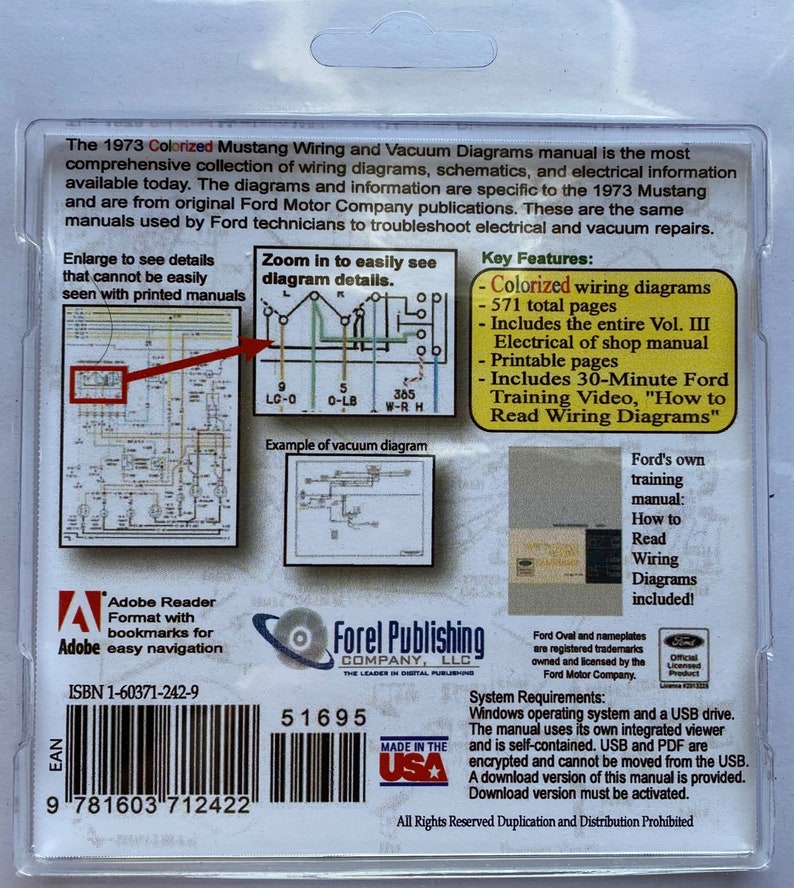 The 1973 Colorized Mustang Wiring and Vacuum Diagrams manual is the most
comprehensive collection of wiring diagrams, schematics, and electrical information
available today. The diagrams and information are specific to the 1973 Mustang
and are from original Ford Motor Company publications. These are the same
manuals used by Ford technicians to troubleshoot electrical and vacuum repairs.
Enlarge to see details
that cannot be easily
seen with printed manuals
Zoom in to easily see
diagram details.
L R
9 5 365
LG-O O-LB W-R H
Key Features:
- Colorized wiring diagrams
- 571 total pages
- Includes the entire Vol. III
Electrical of shop manual
- Printable pages
- Includes 30-Minute Ford
Training Video, "How to
Read Wiring Diagrams"
Example of vacuum diagram
Ford's own
training
manual:
How to
Read
Wiring
Diagrams
included!
Adobe
Adobe Reader
Format with
bookmarks for
easy navigation
Forel Publishing
COMPANY, LLC
THE LEADER IN DIGITAL PUBLISHING
Ford Oval and nameplates
are registered trademarks
owned and licensed by the
Ford Motor Company.
Ford
Official
Licensed
Product
ISBN 1-60371-242-9
EAN
9 781603 712422
51695
MADE IN THE
USA
System Requirements:
Windows operating system and a USB drive.
The manual uses its own integrated viewer
and is self-contained. USB and PDF are
encrypted and cannot be moved from the USB.
A download version of this manual is provided.
Download version must be activated.
All Rights Reserved Duplication and Distribution Prohibited